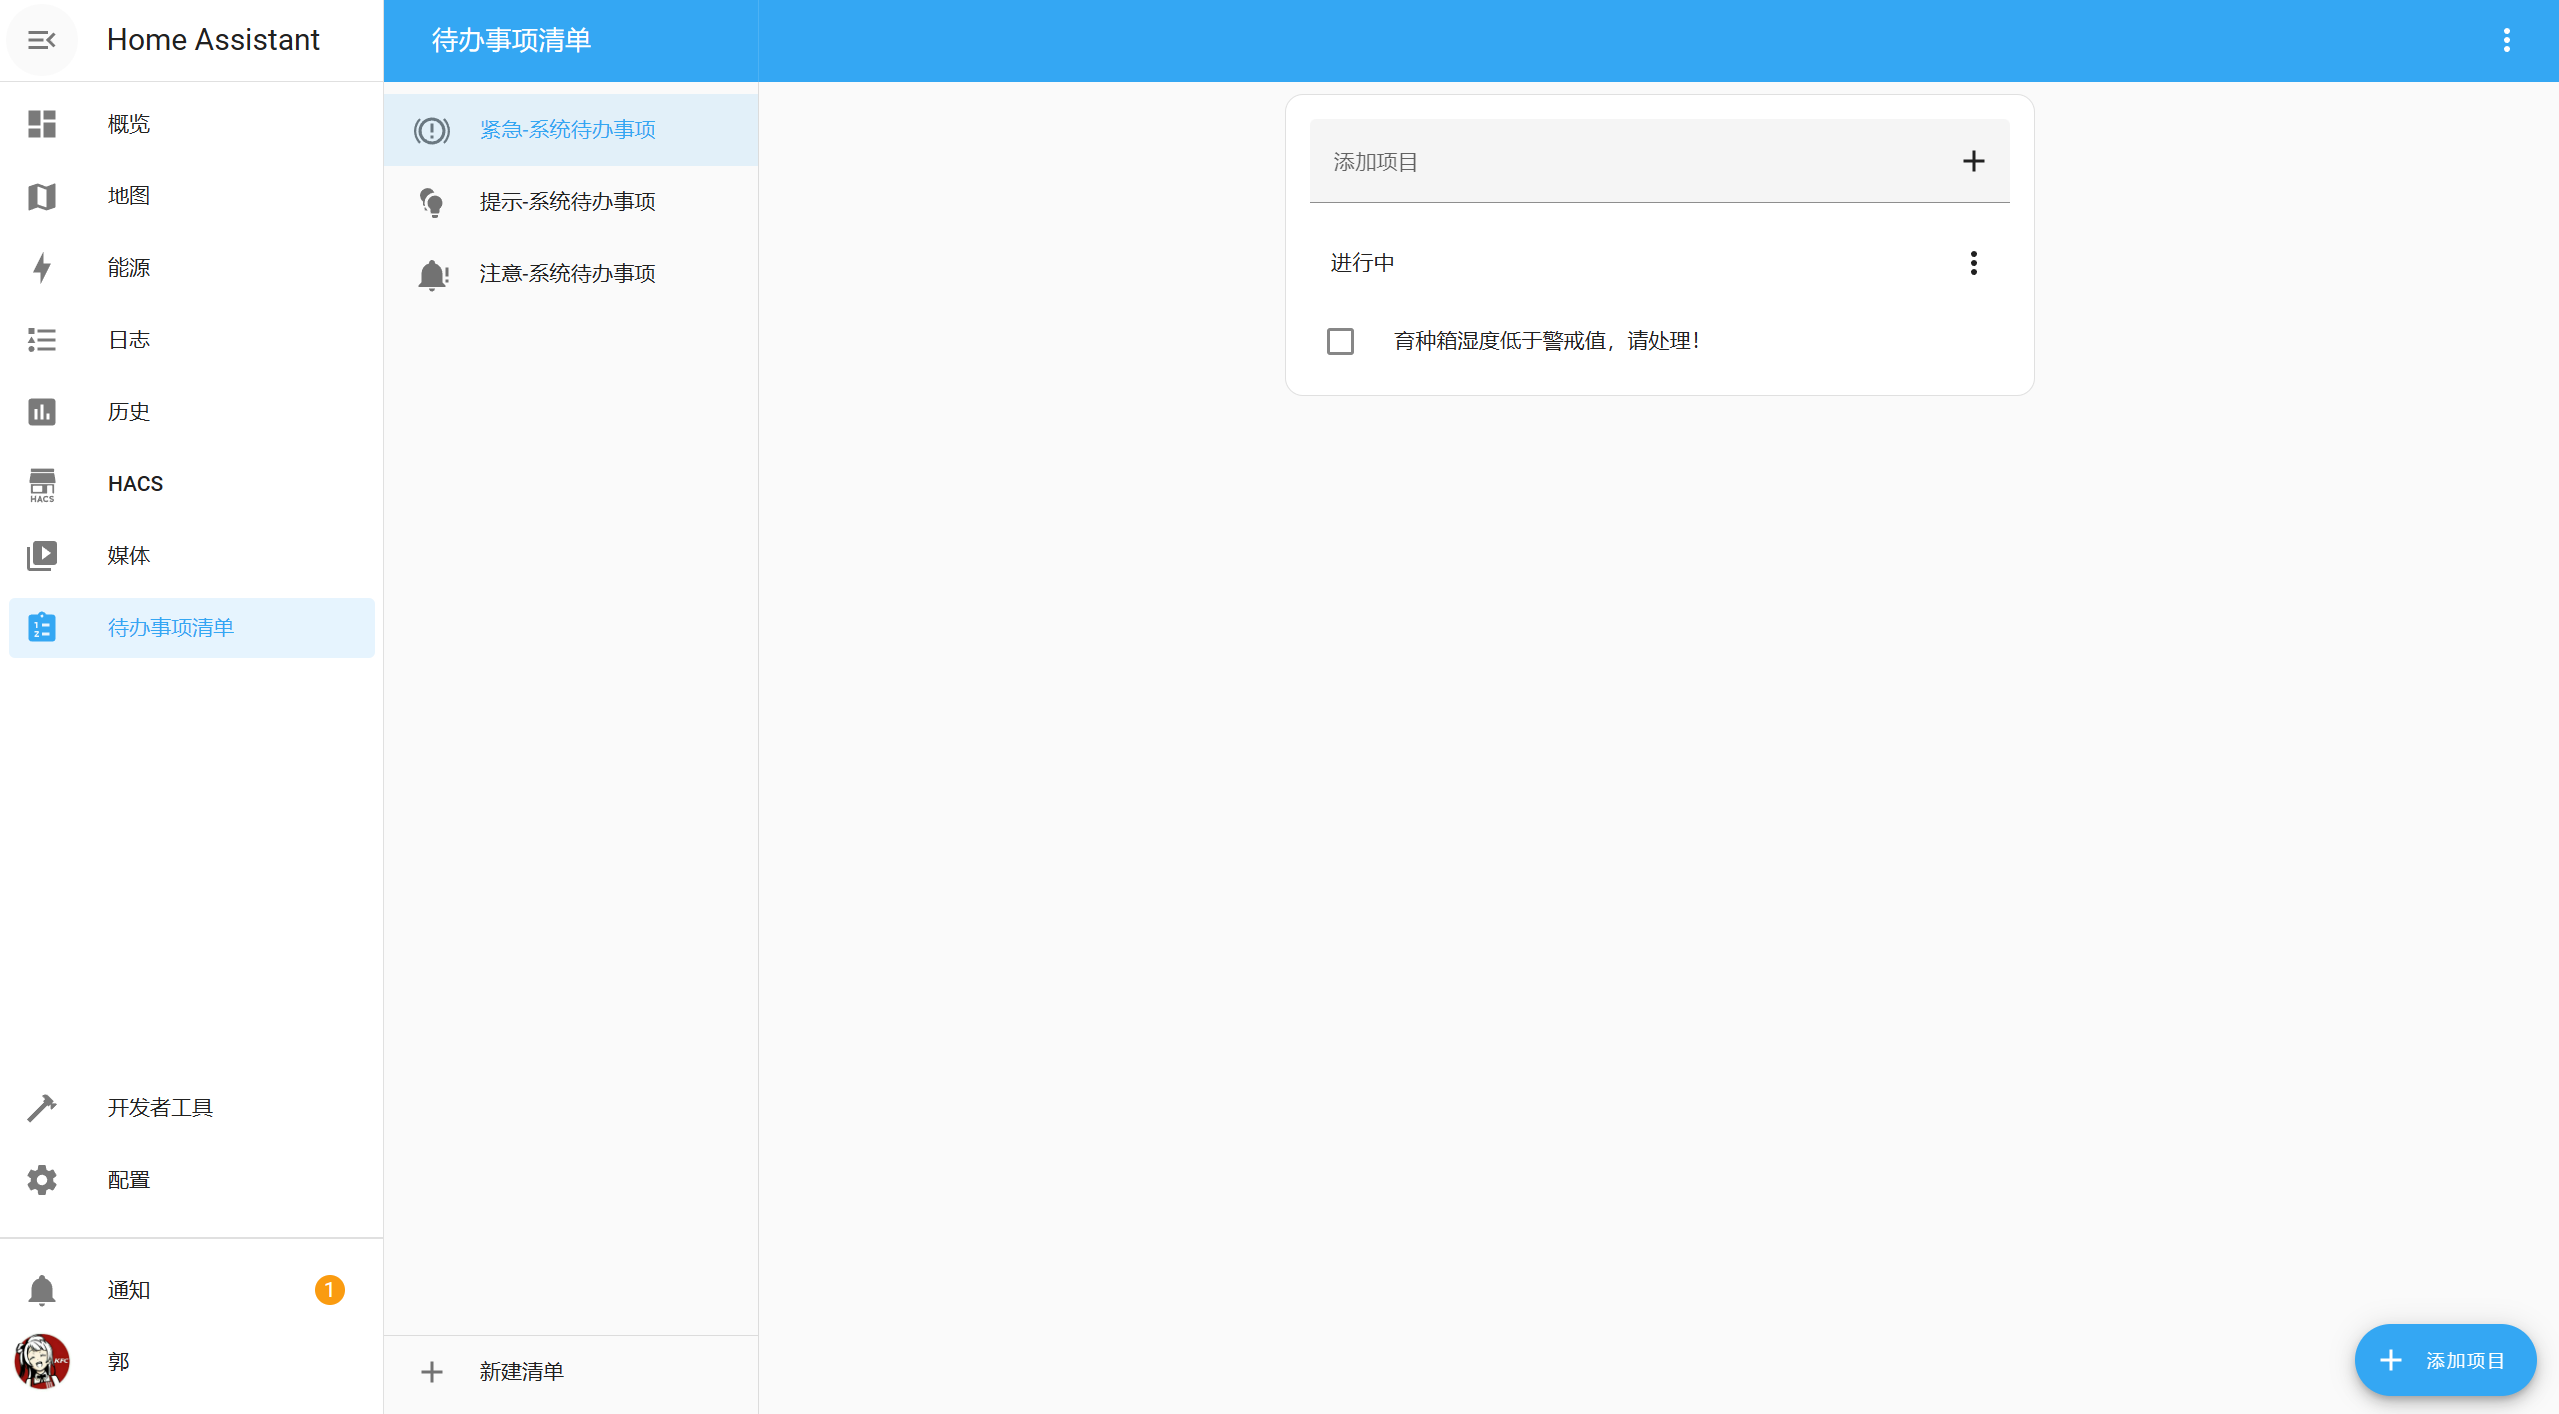 Home Assistant
概览
地图
能源
日志
历史
HACS
HACS
媒体
待办事项清单
开发者工具
配置
通知
1
KFC
郭
待办事项清单
紧急-系统待办事项
提示-系统待办事项
注意-系统待办事项
新建清单
添加项目
进行中
育种箱湿度低于警戒值，请处理！
添加项目